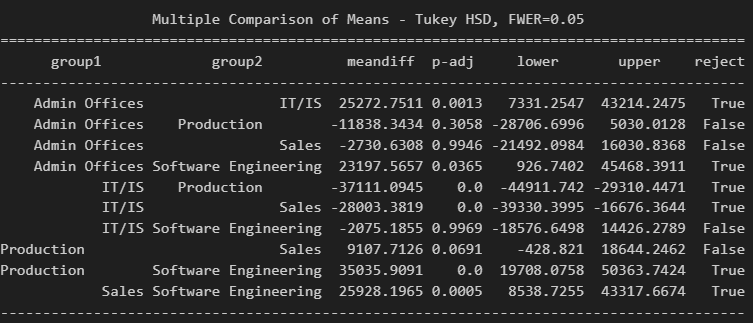 Multiple Comparison of Means - Tukey HSD, FWER=0.05
================================================================================
group1 group2 meandiff p-adj lower upper reject
--------------------------------------------------------------------------------
Admin Offices IT/IS 25272.7511 0.0013 7331.2547 43214.2475 True
Admin Offices Production -11838.3434 0.3058 -28706.6996 5030.0128 False
Admin Offices Sales -2730.6308 0.9946 -21492.0984 16030.8368 False
Admin Offices Software Engineering 23197.5657 0.0365 926.7402 45468.3911 True
IT/IS Production -37111.0945 0.0 -44911.742 -29310.4471 True
IT/IS Sales -28003.3819 0.0 -39330.3995 -16676.3644 True
IT/IS Software Engineering -2075.1855 0.9969 -18576.6498 14426.2789 False
Production Sales 9107.7126 0.0691 -428.821 18644.2462 False
Production Software Engineering 35035.9091 0.0 19708.0758 50363.7424 True
Sales Software Engineering 25928.1965 0.0005 8538.7255 43317.6674 True
--------------------------------------------------------------------------------